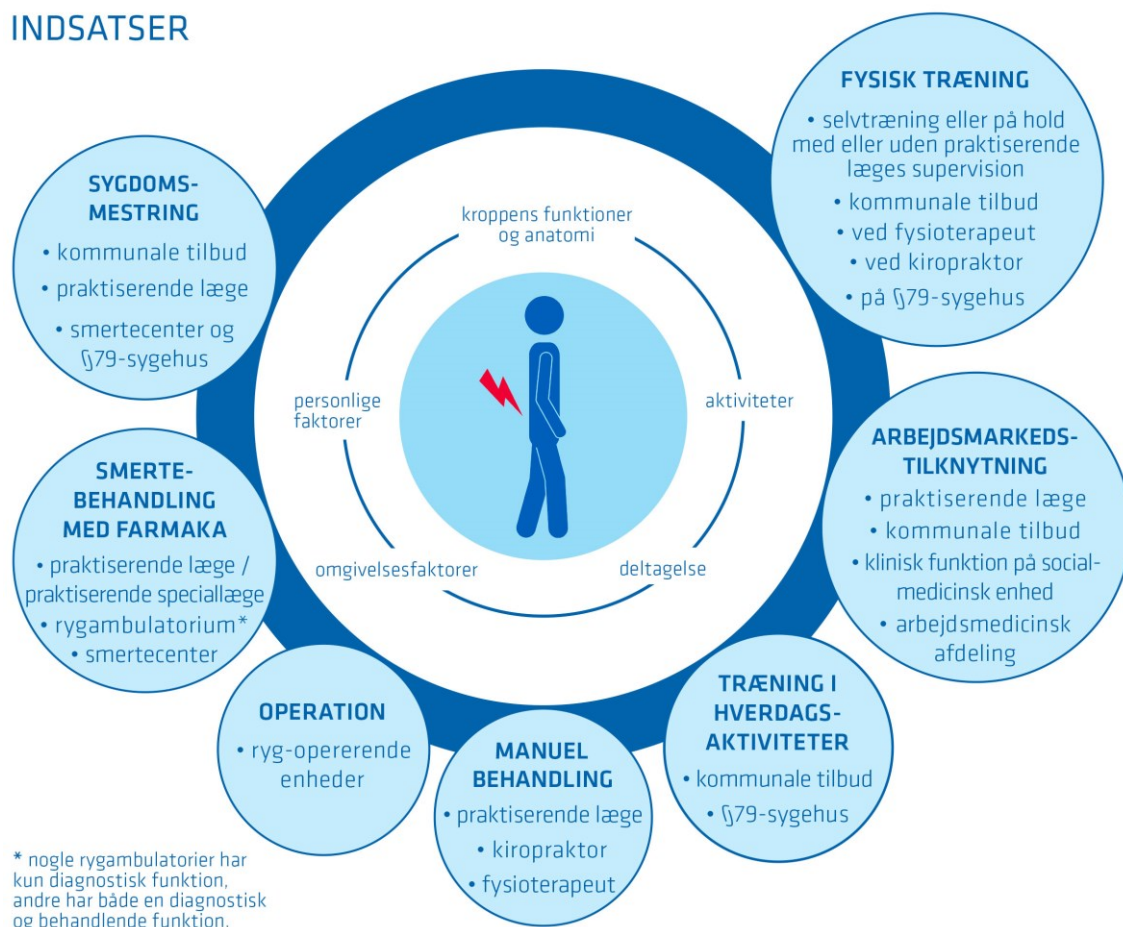 INDSATSER
FYSISK TRÆNING
• selvtræning eller på hold
med eller uden praktiserende
læges supervision
• kommunale tilbud
• ved fysioterapeut
• ved kiropraktor
• på §79-sygehus
SYGDOMS-
MESTRING
• kommunale tilbud
• praktiserende læge
• smertecenter og
§79-sygehus
kroppens funktioner
og anatomi
personlige
faktorer
aktiviteter
omgivelsesfaktorer
deltagelse
ARBEJDSMARKEDS-
TILKNYTNING
• praktiserende læge
• kommunale tilbud
• klinisk funktion på social-
medicinsk enhed
• arbejdsmedicinsk
afdeling
SMERTE-
BEHANDLING
MED FARMAKA
• praktiserende læge /
praktiserende speciallæge
• rygambulatorium*
• smertecenter
OPERATION
• ryg-opererende
enheder
MANUEL
BEHANDLING
• praktiserende læge
• kiropraktor
• fysioterapeut
TRÆNING I
HVERDAGS-
AKTIVITETER
• kommunale tilbud
• §79-sygehus
* nogle rygambulatorier har
kun diagnostisk funktion,
andre har både en diagnostisk
og behandlende funktion.